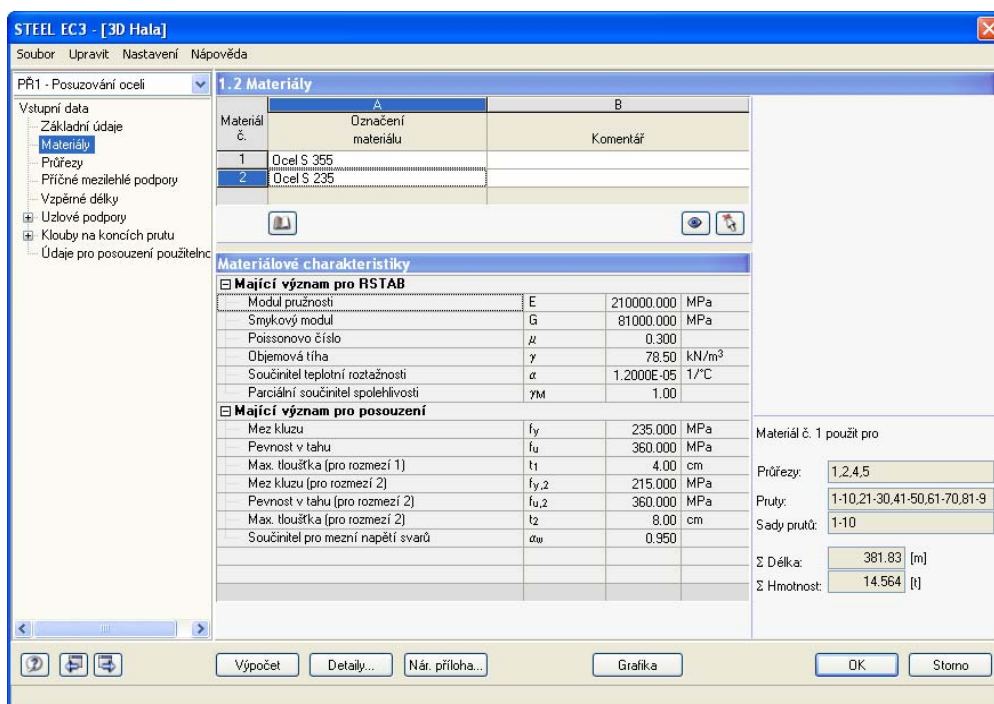 STEEL EC3 - [3D Hala]
Soubor Upravit Nastavení Nápověda
PŘ1 - Posuzování oceli
Vstupní data
Základní údaje
Materiály
Průřezy
Příčné mezilehlé podpory
Vzpěrné délky
Uzlové podpory
Klouby na koncích prutu
Údaje pro posouzení použitelnc
1.2 Materiály
A B
Materiál č. Označení materiálu Komentář
1 Ocel S 355
2 Ocel S 235
Materiálové charakteristiky
Mající význam pro RSTAB
Modul pružnosti E 210000.000 MPa
Smykový modul G 81000.000 MPa
Poissonovo číslo μ 0.300
Objemová tíha γ 78.50 kN/m³
Součinitel teplotní roztažnosti α 1.2000E-05 1/°C
Parciální součinitel spolehlivosti γM 1.00
Mající význam pro posouzení
Mez kluzu fy 235.000 MPa
Pevnost v tahu fu 360.000 MPa
Max. tloušťka (pro rozmezí 1) t1 4.00 cm
Mez kluzu (pro rozmezí 2) fy,2 215.000 MPa
Pevnost v tahu (pro rozmezí 2) fu,2 360.000 MPa
Max. tloušťka (pro rozmezí 2) t2 8.00 cm
Součinitel pro mezní napětí svarů αw 0.950
Materiál č. 1 použit pro
Průřezy: 1,2,4,5
Pruty: 1-10,21-30,41-50,61-70,81-9
Sady prutů: 1-10
Σ Délka: 381.83 [m]
Σ Hmotnost: 14.564 [t]
Výpočet Detaily... Nár. příloha... Grafika OK Storno